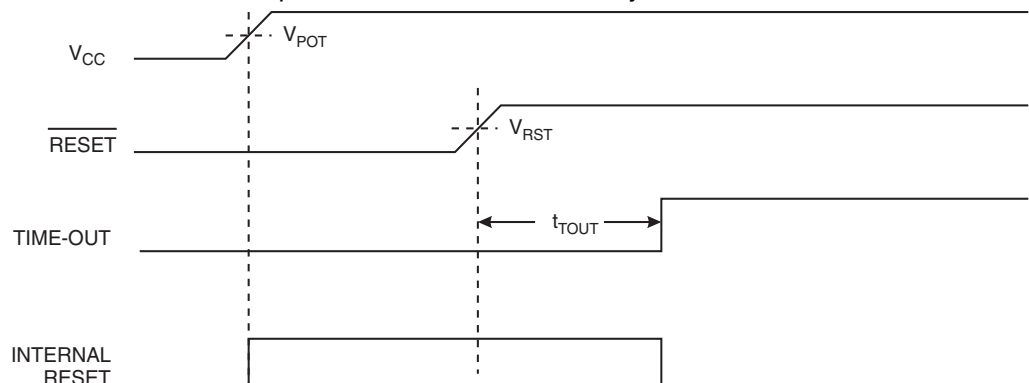 V_POT
V_CC
V_RST
RESET
t_TOUT
TIME-OUT
INTERNAL
RESET